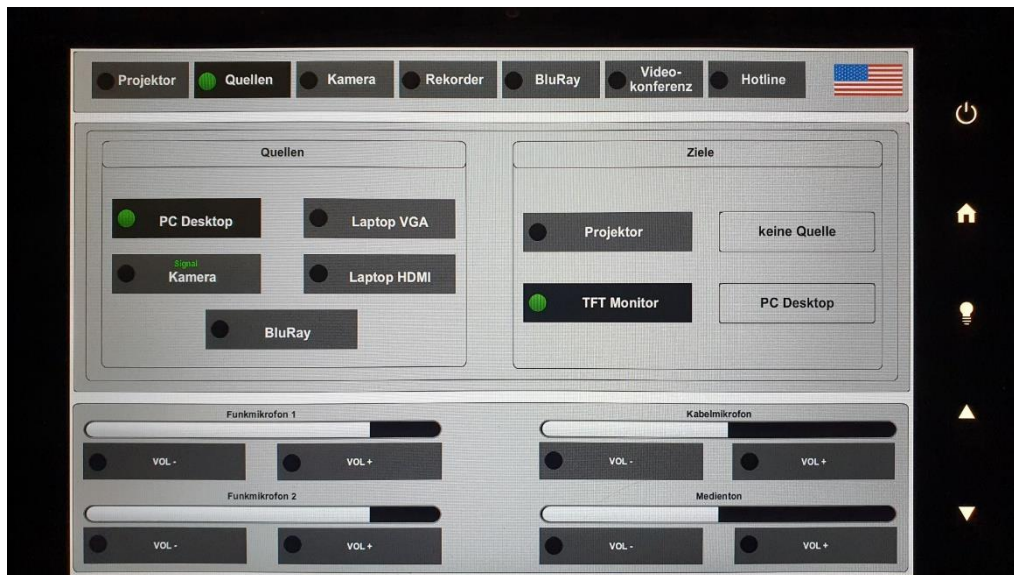 Projektor
Quellen
Kamera
Rekorder
BluRay
Video-
konferenz
Hotline
Quellen
PC Desktop
Laptop VGA
Signal
Kamera
Laptop HDMI
BluRay
Ziele
Projektor
keine Quelle
TFT Monitor
PC Desktop
Funkmikrofon 1
VOL -
VOL +
Kabelmikrofon
VOL -
VOL +
Funkmikrofon 2
VOL -
VOL +
Medienton
VOL -
VOL +